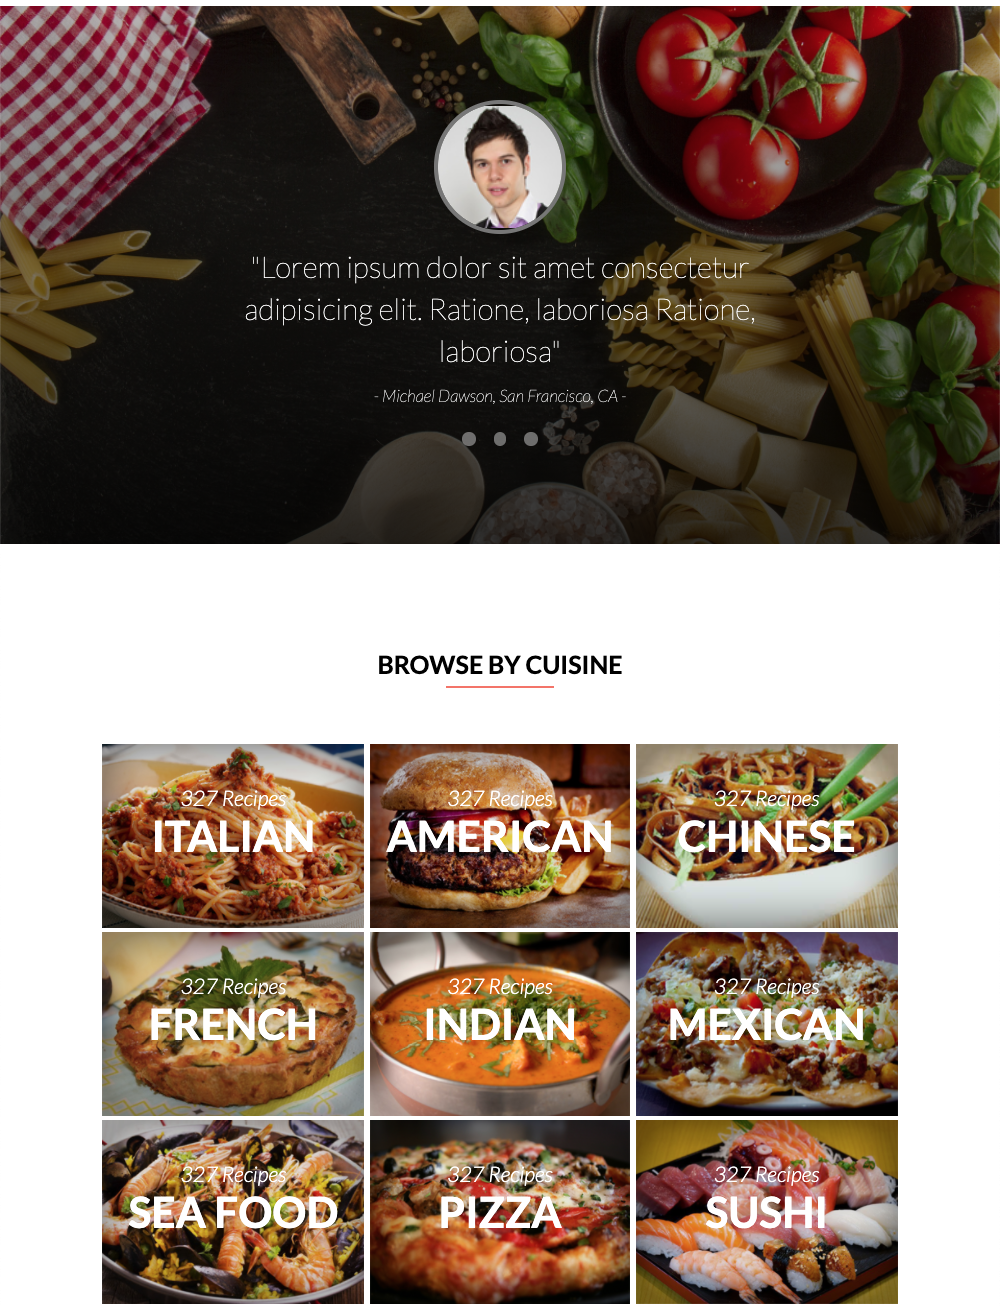 "Lorem ipsum dolor sit amet consectetur
adipisicing elit. Ratione, laboriosa Ratione,
laboriosa"
- Michael Dawson, San Francisco, CA -
BROWSE BY CUISINE
327 Recipes
ITALIAN
327 Recipes
AMERICAN
327 Recipes
CHINESE
327 Recipes
FRENCH
327 Recipes
INDIAN
327 Recipes
MEXICAN
327 Recipes
SEA FOOD
327 Recipes
PIZZA
327 Recipes
SUSHI